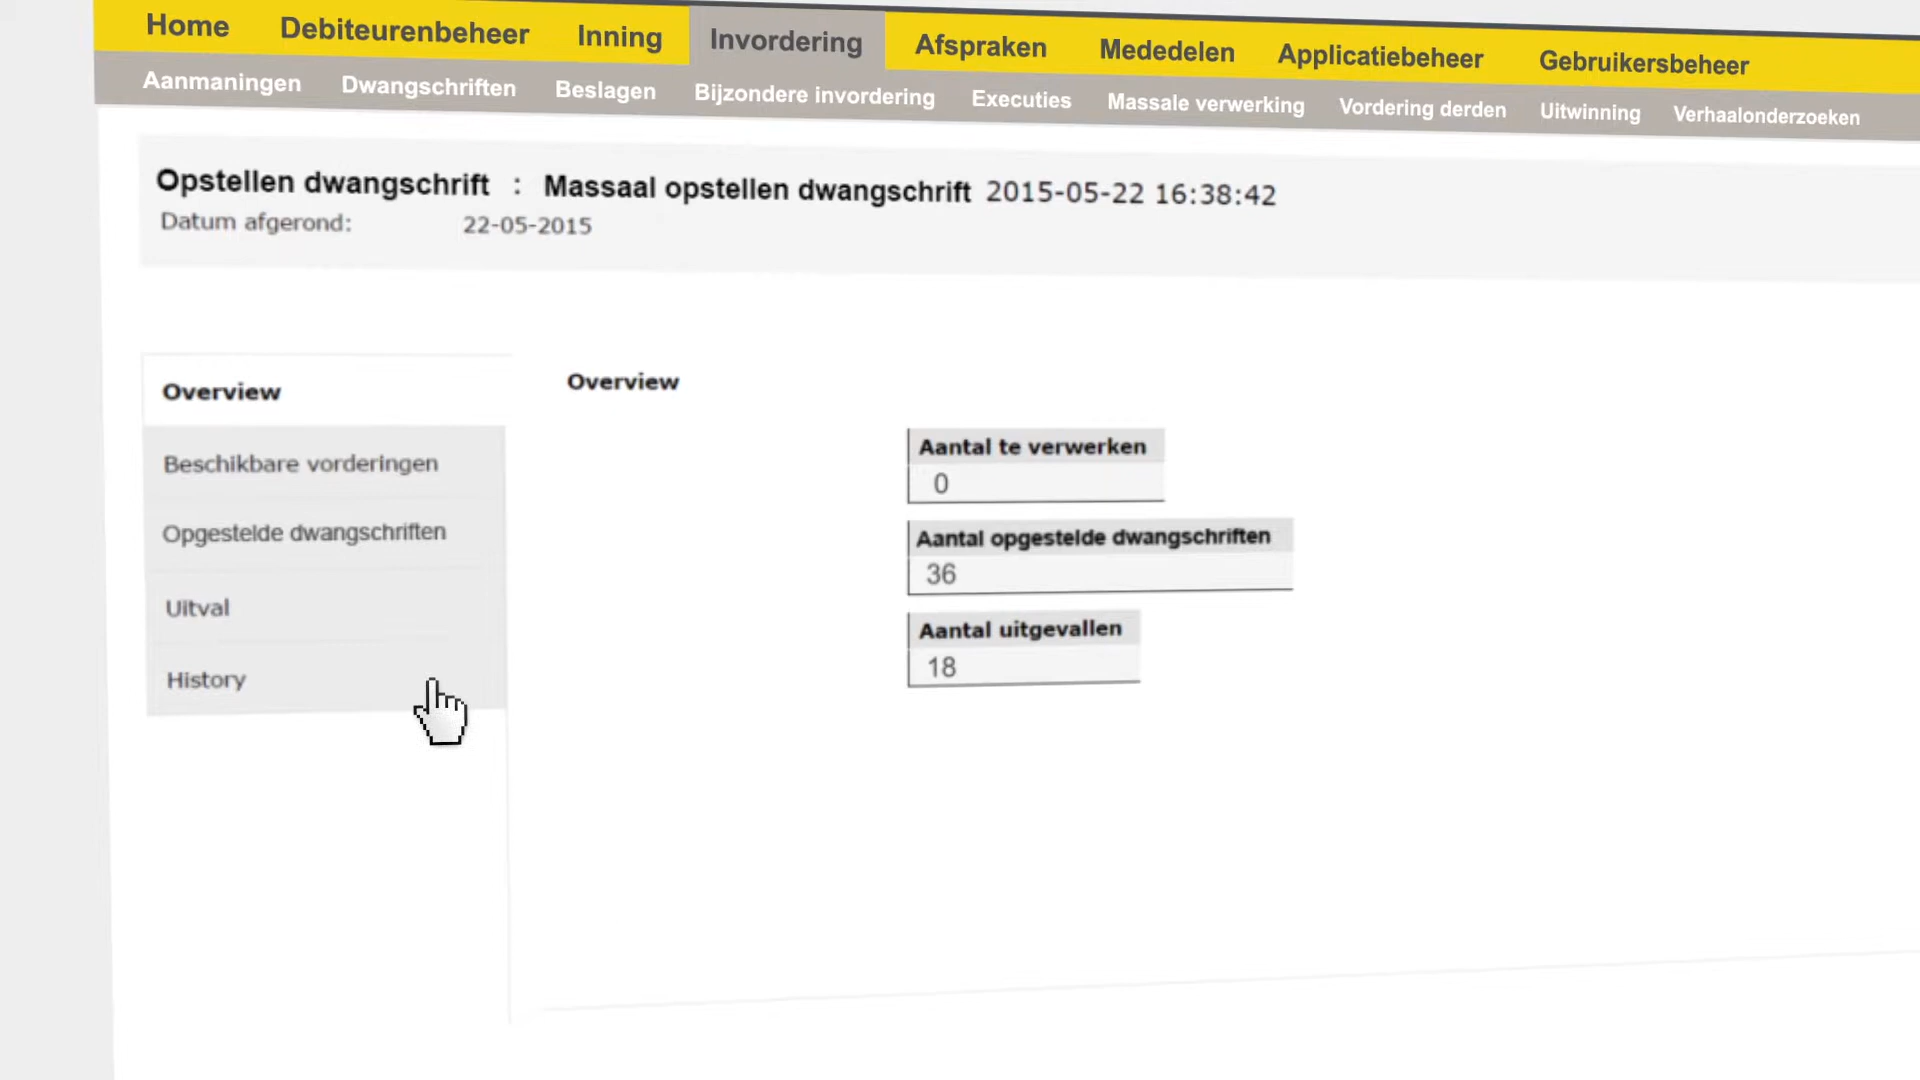 Home Debiteurenbeheer Inning Invordering Afspraken Mededelen Applicatiebeheer Gebruikersbeheer
Aanmaningen Dwangschriften Beslagen Bijzondere invordering Executies Massale verwerking Vordering derden Uitwinning Verhaalonderzoeken
Opstellen dwangschrift : Massaal opstellen dwangschrift 2015-05-22 16:38:42
Datum afgerond: 22-05-2015
Overview
Beschikbare vorderingen
Opgestelde dwangschriften
Uitval
History
Overview
Aantal te verwerken
0
Aantal opgestelde dwangschriften
36
Aantal uitgevallen
18